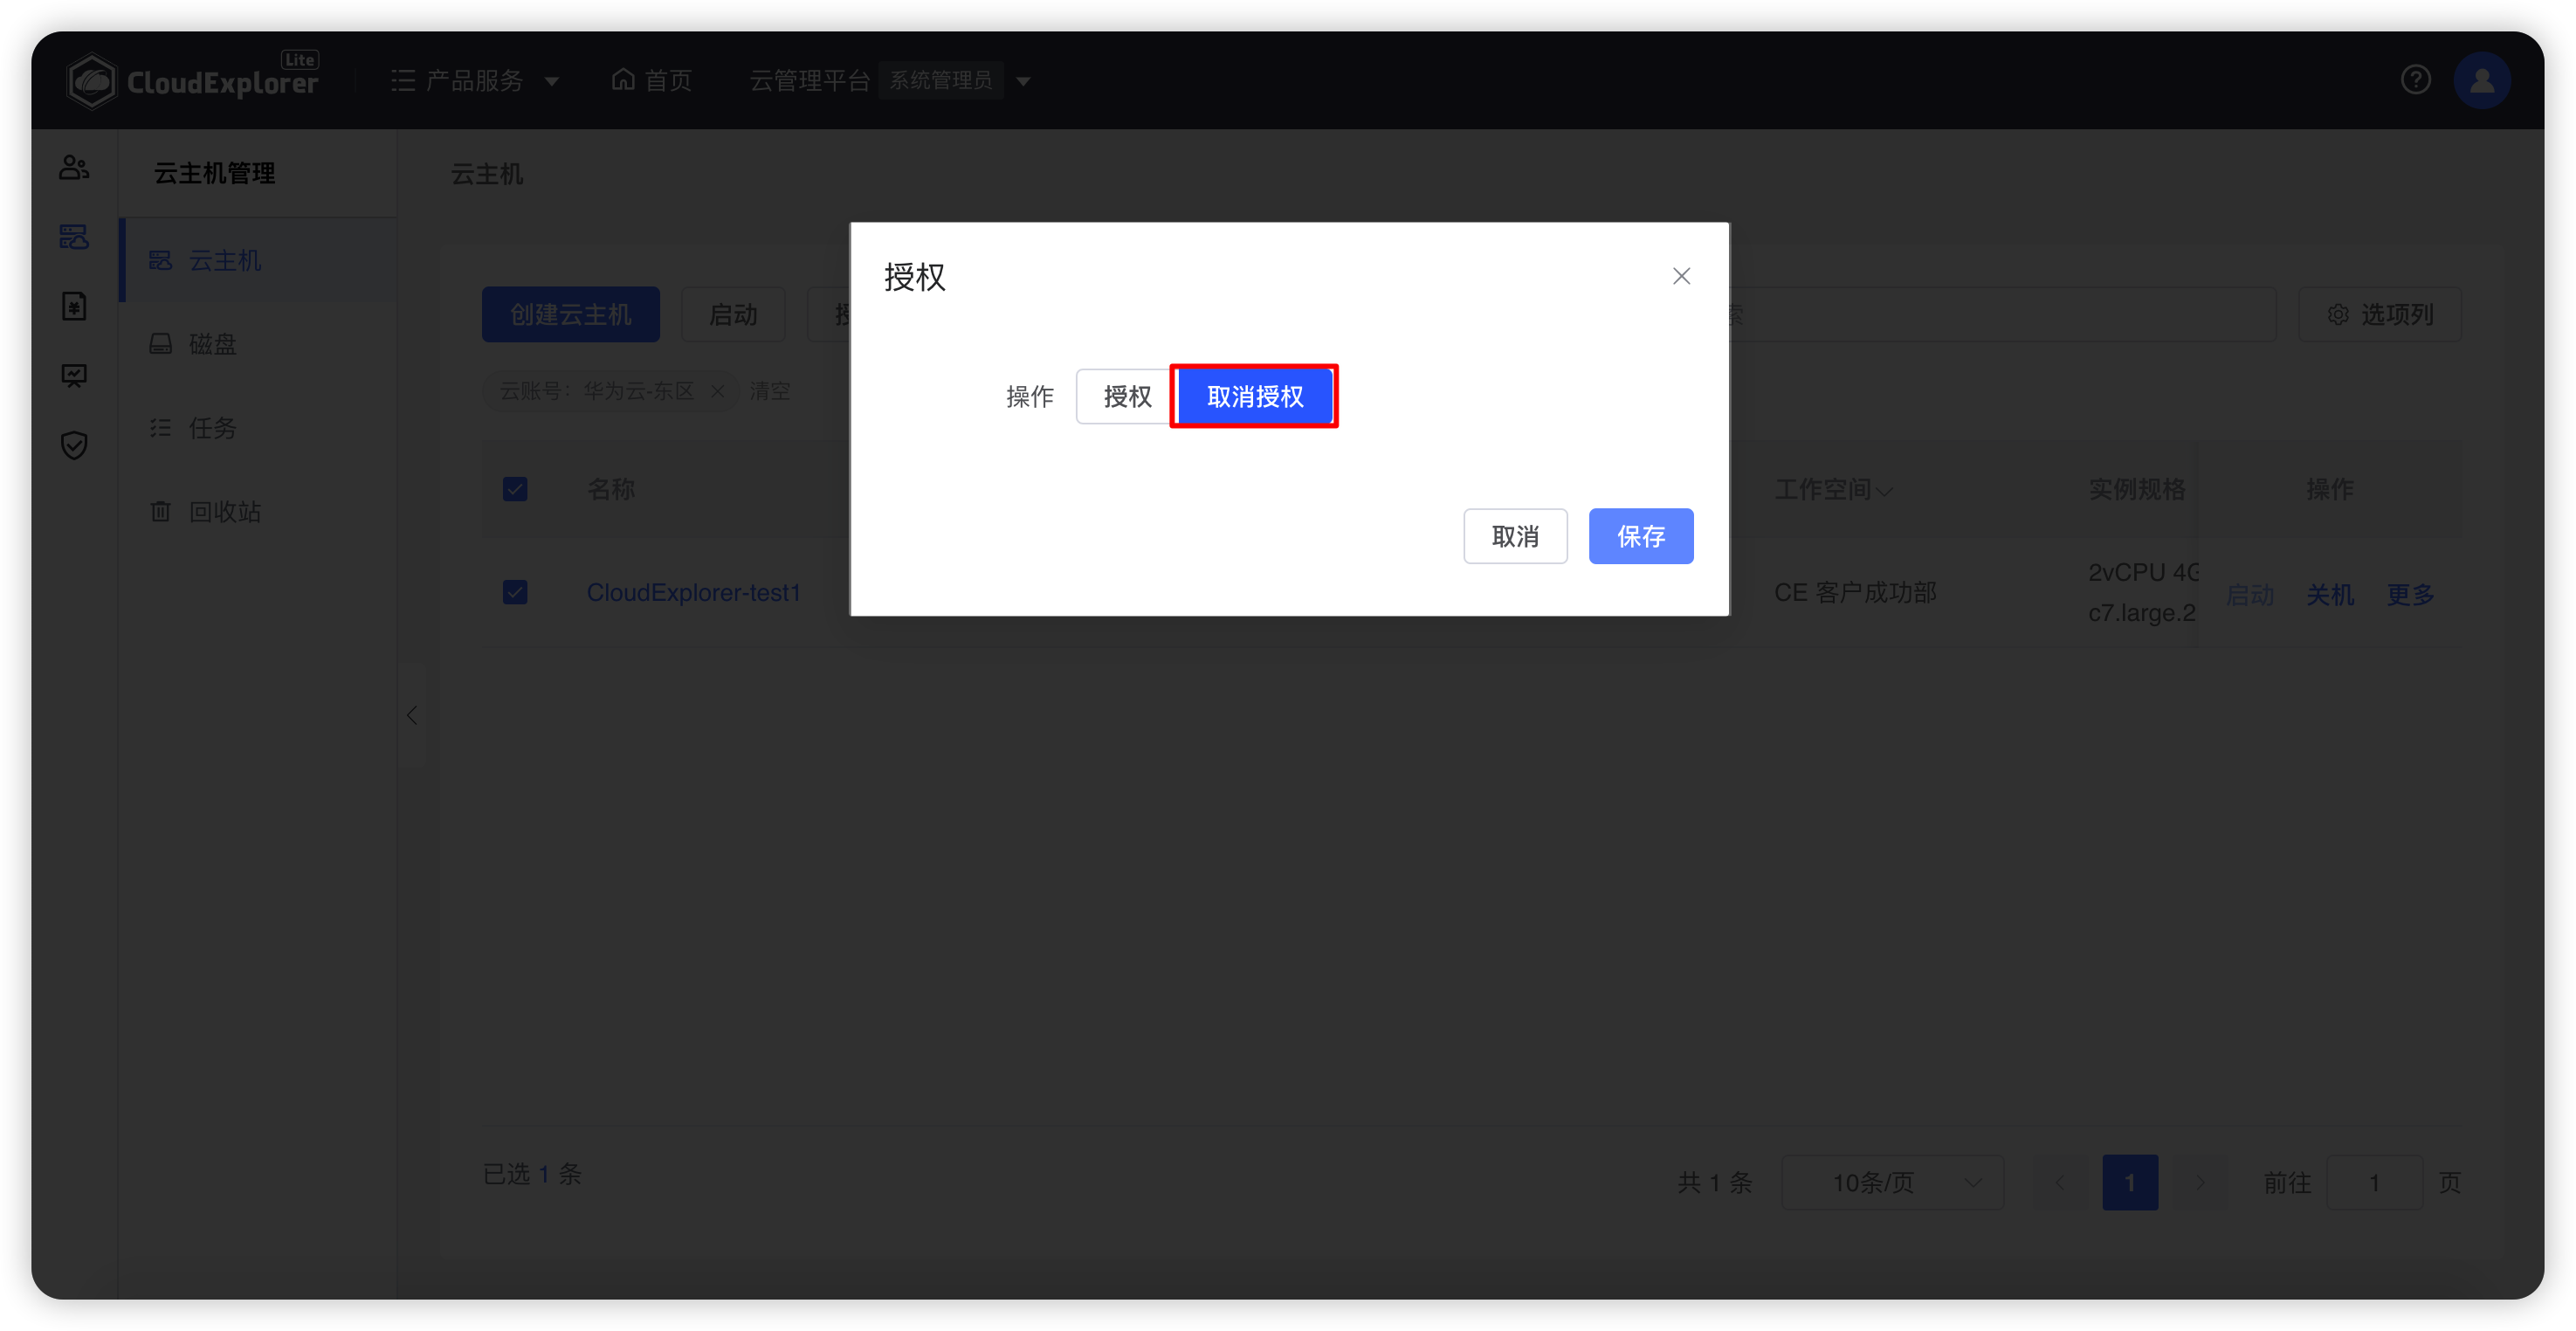 CloudExplorer Lite
产品服务
首页
云管理平台 系统管理员
云主机管理
云主机
磁盘
任务
回收站
云主机
创建云主机
启动
选项列
云账号：华为云-东区
清空
授权
操作 授权 取消授权
取消 保存
名称 工作空间 实例规格 操作
CloudExplorer-test1 CE 客户成功部 2vCPU 4G
c7.large.2
启动 关机 更多
已选 1 条
共 1 条 10条/页 1 前往 1 页